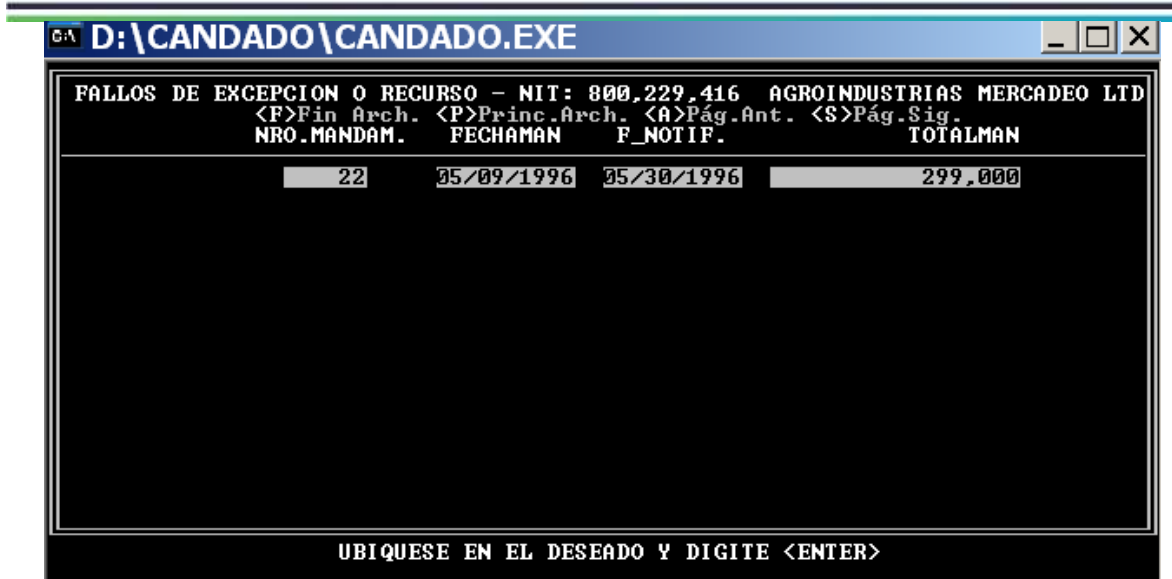 D:\CANDADO\CANDADO.EXE
FALLOS DE EXCEPCION O RECURSO - NIT: 800,229,416 AGROINDUSTRIAS MERCADEO LTD
<F>Fin Arch. <P>Princ.Arch. <A>Pág.Ant. <S>Pág.Sig.
NRO.MANDAM. FECHAMAN F_NOTIF. TOTALMAN
22 05/09/1996 05/30/1996 299,000
UBIQUESE EN EL DESEADO Y DIGITE <ENTER>